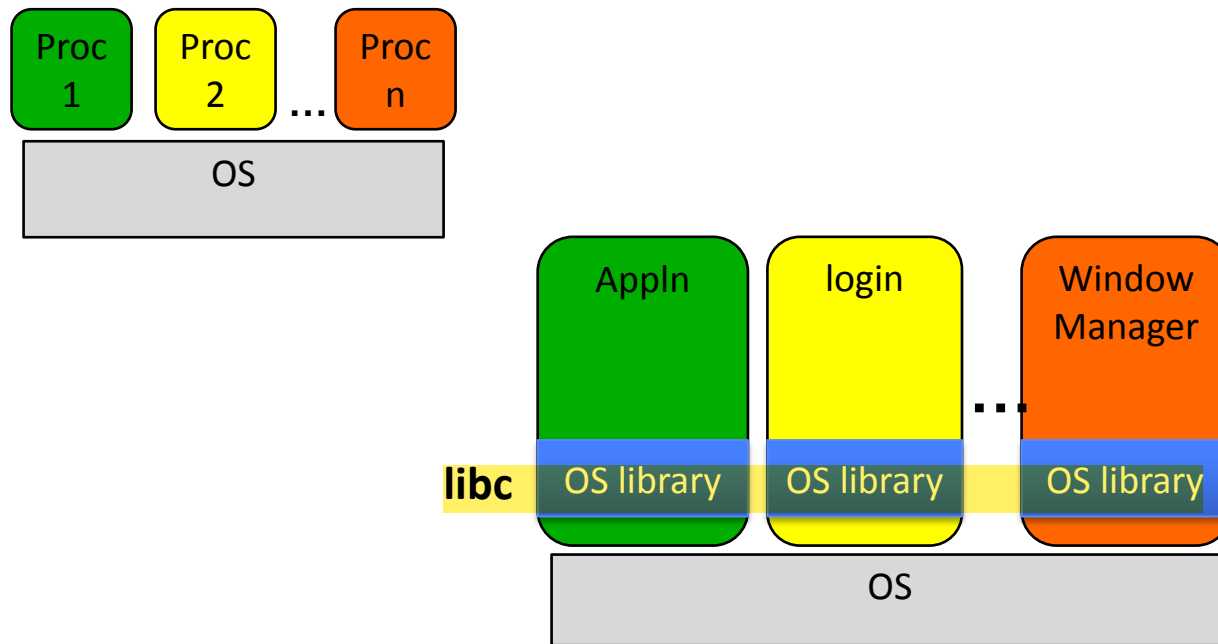 Proc
1
Proc
2
...
Proc
n
OS
Appln
login
...
Window
Manager
libc
OS library
OS library
OS library
OS